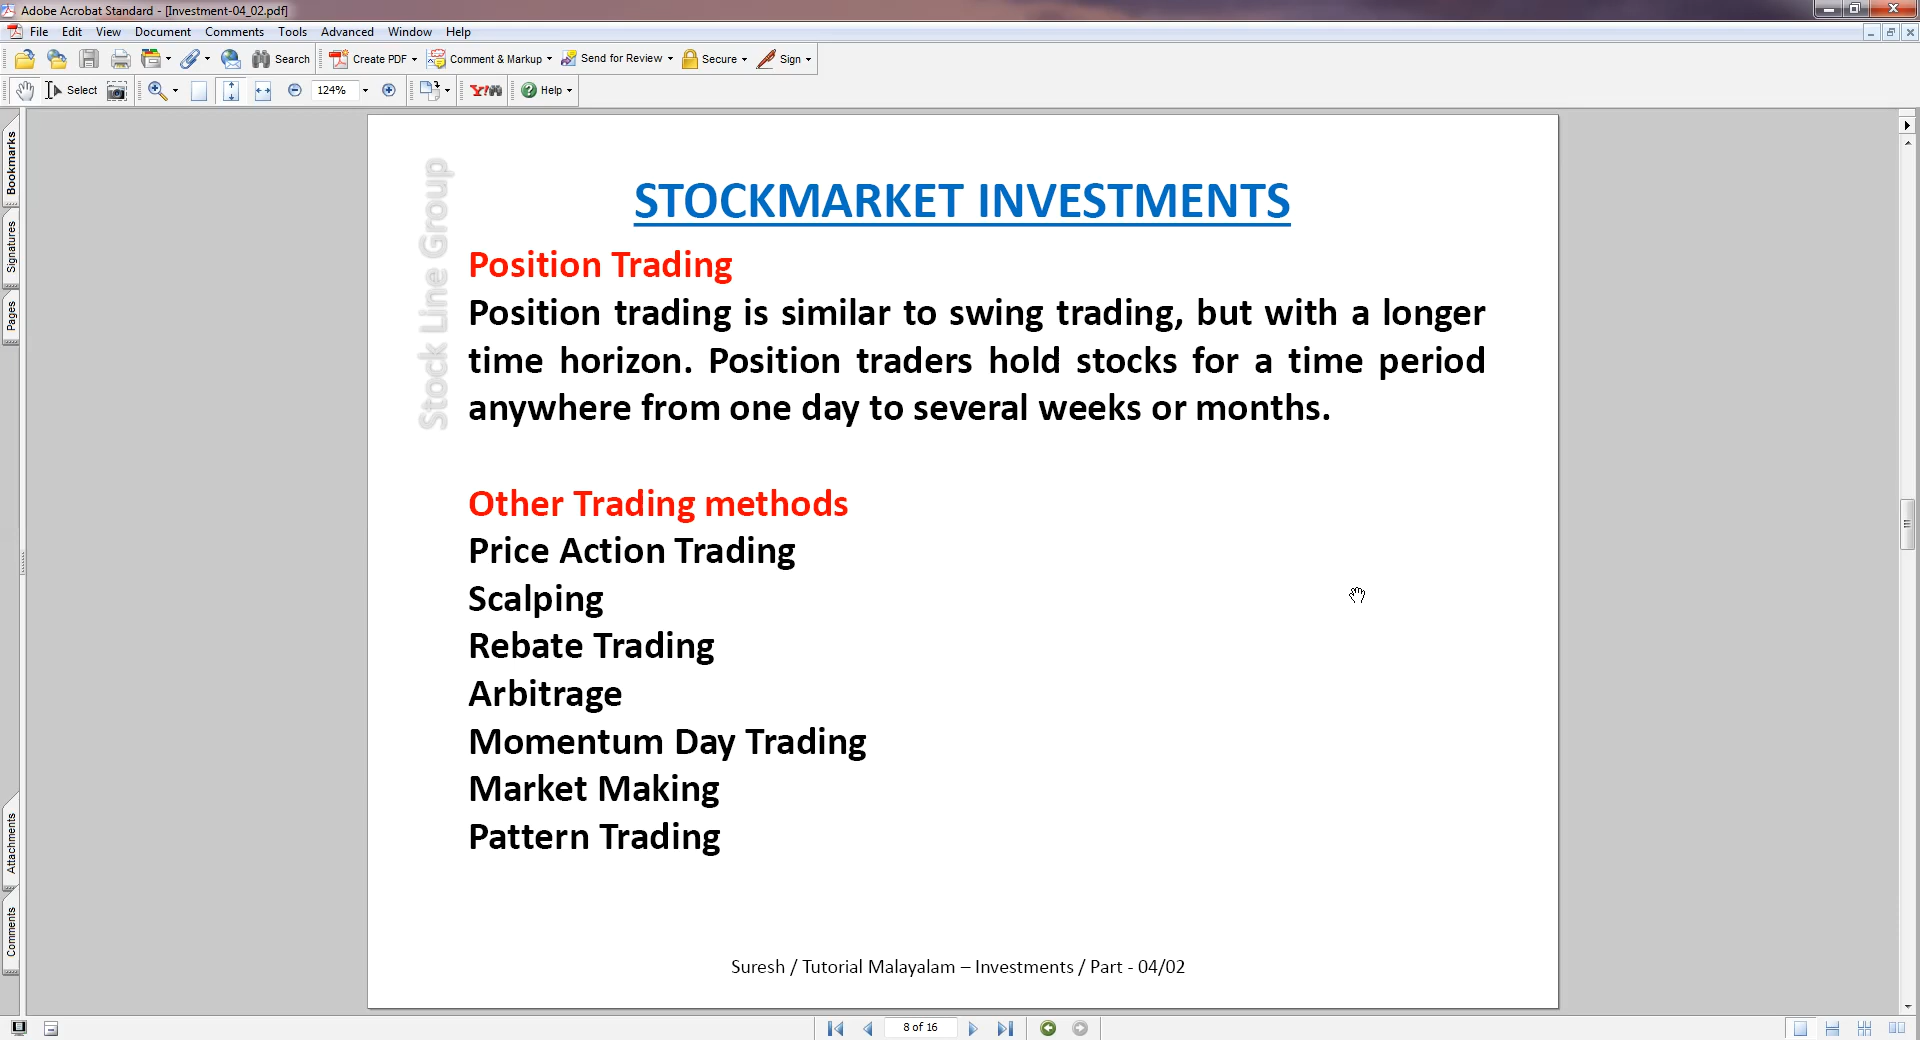 Adobe Acrobat Standard - [Investment-04_02.pdf]
File Edit View Document Comments Tools Advanced Window Help
Search Create PDF Comment & Markup Send for Review Secure Sign
Select 124% Y! Help
Bookmarks
Signatures
Pages
Attachments
Comments
Stock Line Group
STOCKMARKET INVESTMENTS
Position Trading
Position trading is similar to swing trading, but with a longer
time horizon. Position traders hold stocks for a time period
anywhere from one day to several weeks or months.
Other Trading methods
Price Action Trading
Scalping
Rebate Trading
Arbitrage
Momentum Day Trading
Market Making
Pattern Trading
Suresh / Tutorial Malayalam – Investments / Part - 04/02
8 of 16